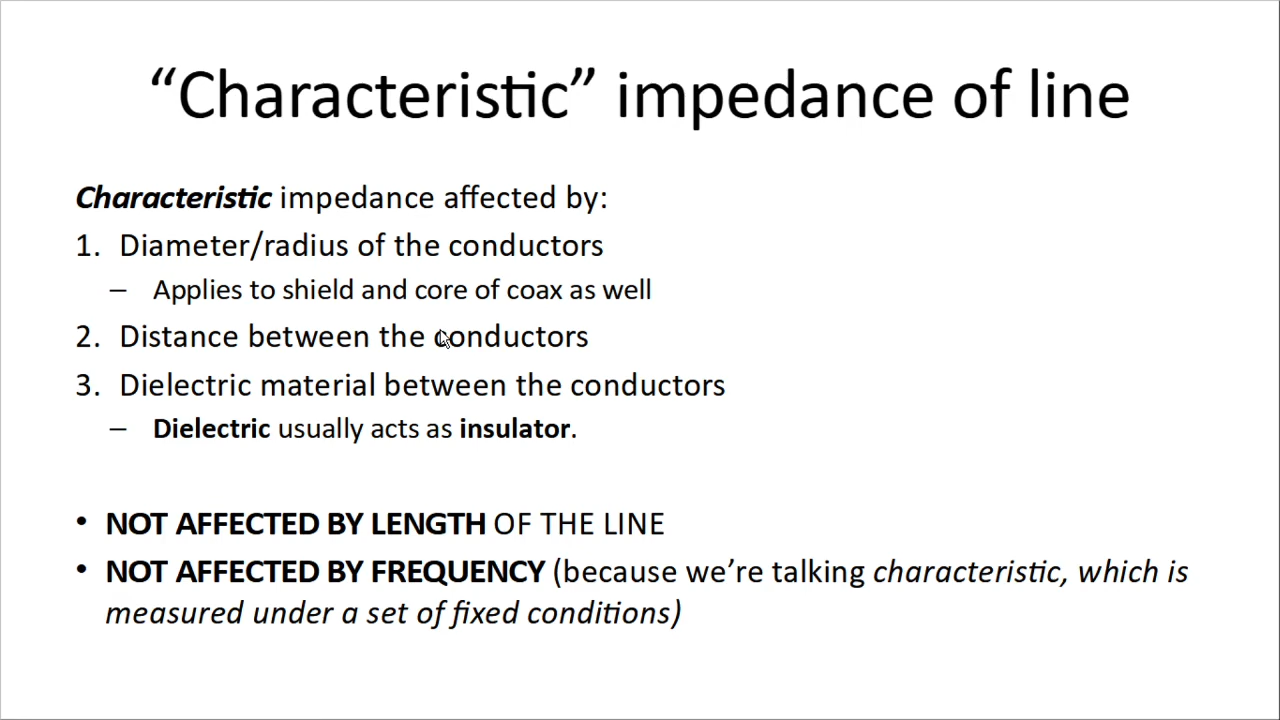 “Characteristic” impedance of line
Characteristic impedance affected by:
1. Diameter/radius of the conductors
– Applies to shield and core of coax as well
2. Distance between the conductors
3. Dielectric material between the conductors
– Dielectric usually acts as insulator.
• NOT AFFECTED BY LENGTH OF THE LINE
• NOT AFFECTED BY FREQUENCY (because we’re talking characteristic, which is
measured under a set of fixed conditions)